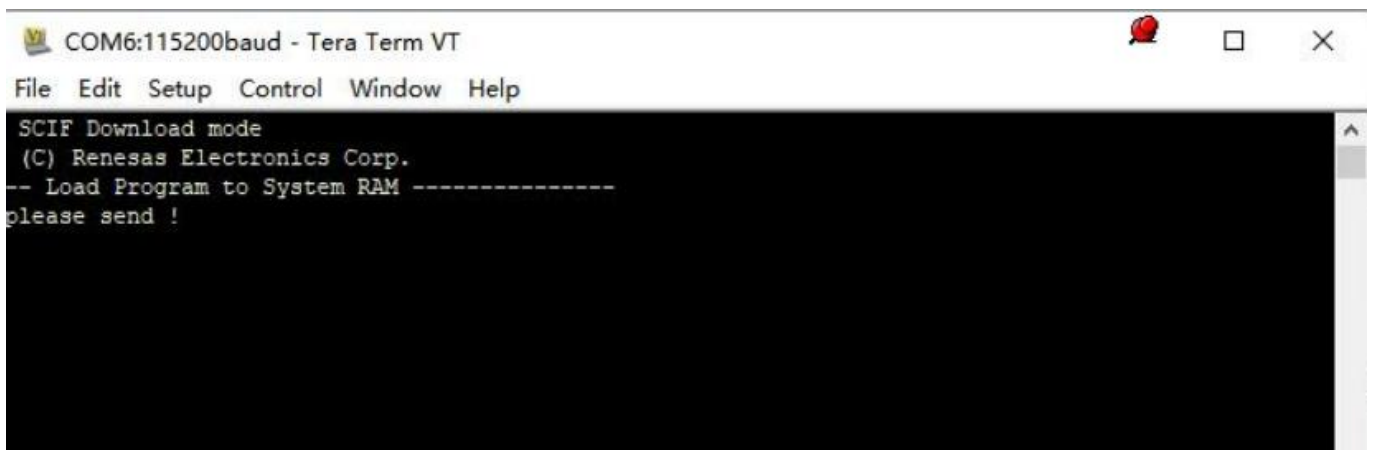 COM6:115200baud - Tera Term VT
File Edit Setup Control Window Help
SCIF Download mode
(C) Renesas Electronics Corp.
-- Load Program to System RAM ---------------
please send !